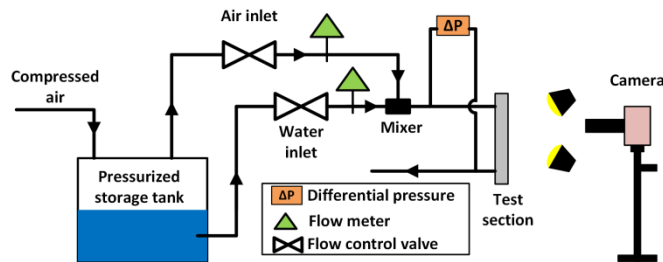 Air inlet
ΔP
Compressed
air
Camera
Water
inlet
Mixer
Pressurized
storage tank
ΔP Differential pressure
Flow meter
Flow control valve
Test
section